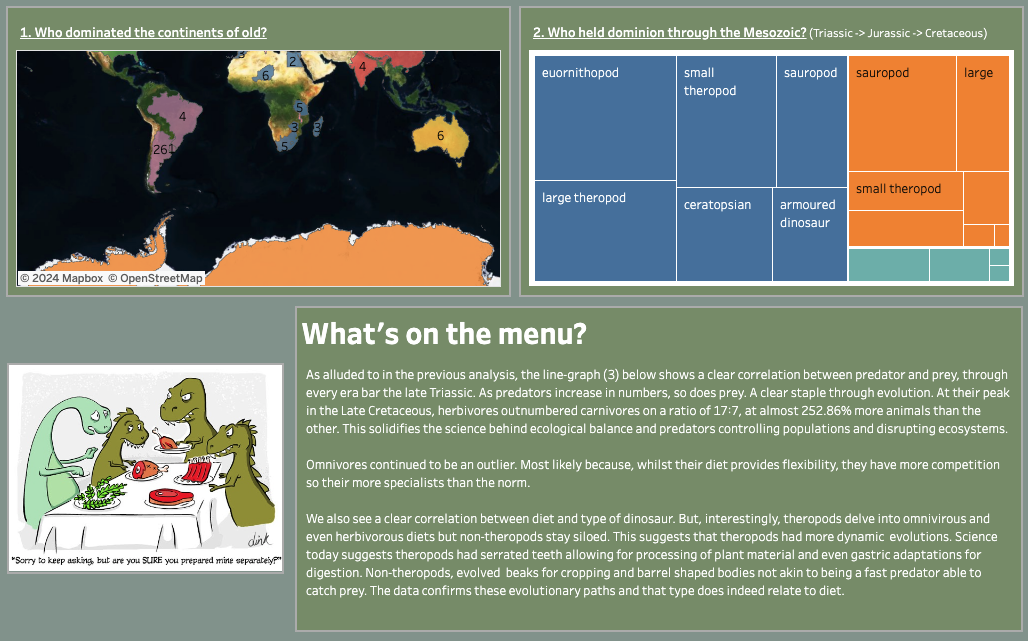 1. Who dominated the continents of old?
2
4
6
4
5
3
3
6
261
5
© 2024 Mapbox © OpenStreetMap
2. Who held dominion through the Mesozoic? (Triassic -> Jurassic -> Cretaceous)
euornithopod
small
theropod
sauropod
sauropod
large
large theropod
ceratopsian
armoured
dinosaur
small theropod
What's on the menu?
As alluded to in the previous analysis, the line-graph (3) below shows a clear correlation between predator and prey, through
every era bar the late Triassic. As predators increase in numbers, so does prey. A clear staple through evolution. At their peak
in the Late Cretaceous, herbivores outnumbered carnivores on a ratio of 17:7, at almost 252.86% more animals than the
other. This solidifies the science behind ecological balance and predators controlling populations and disrupting ecosystems.
Omnivores continued to be an outlier. Most likely because, whilst their diet provides flexibility, they have more competition
so their more specialists than the norm.
We also see a clear correlation between diet and type of dinosaur. But, interestingly, theropods delve into omnivirous and
even herbivorous diets but non-theropods stay siloed. This suggests that theropods had more dynamic evolutions. Science
today suggests theropods had serrated teeth allowing for processing of plant material and even gastric adaptations for
digestion. Non-theropods, evolved beaks for cropping and barrel shaped bodies not akin to being a fast predator able to
catch prey. The data confirms these evolutionary paths and that type does indeed relate to diet.
dink
"Sorry to keep asking, but are you SURE you prepared mine separately?"